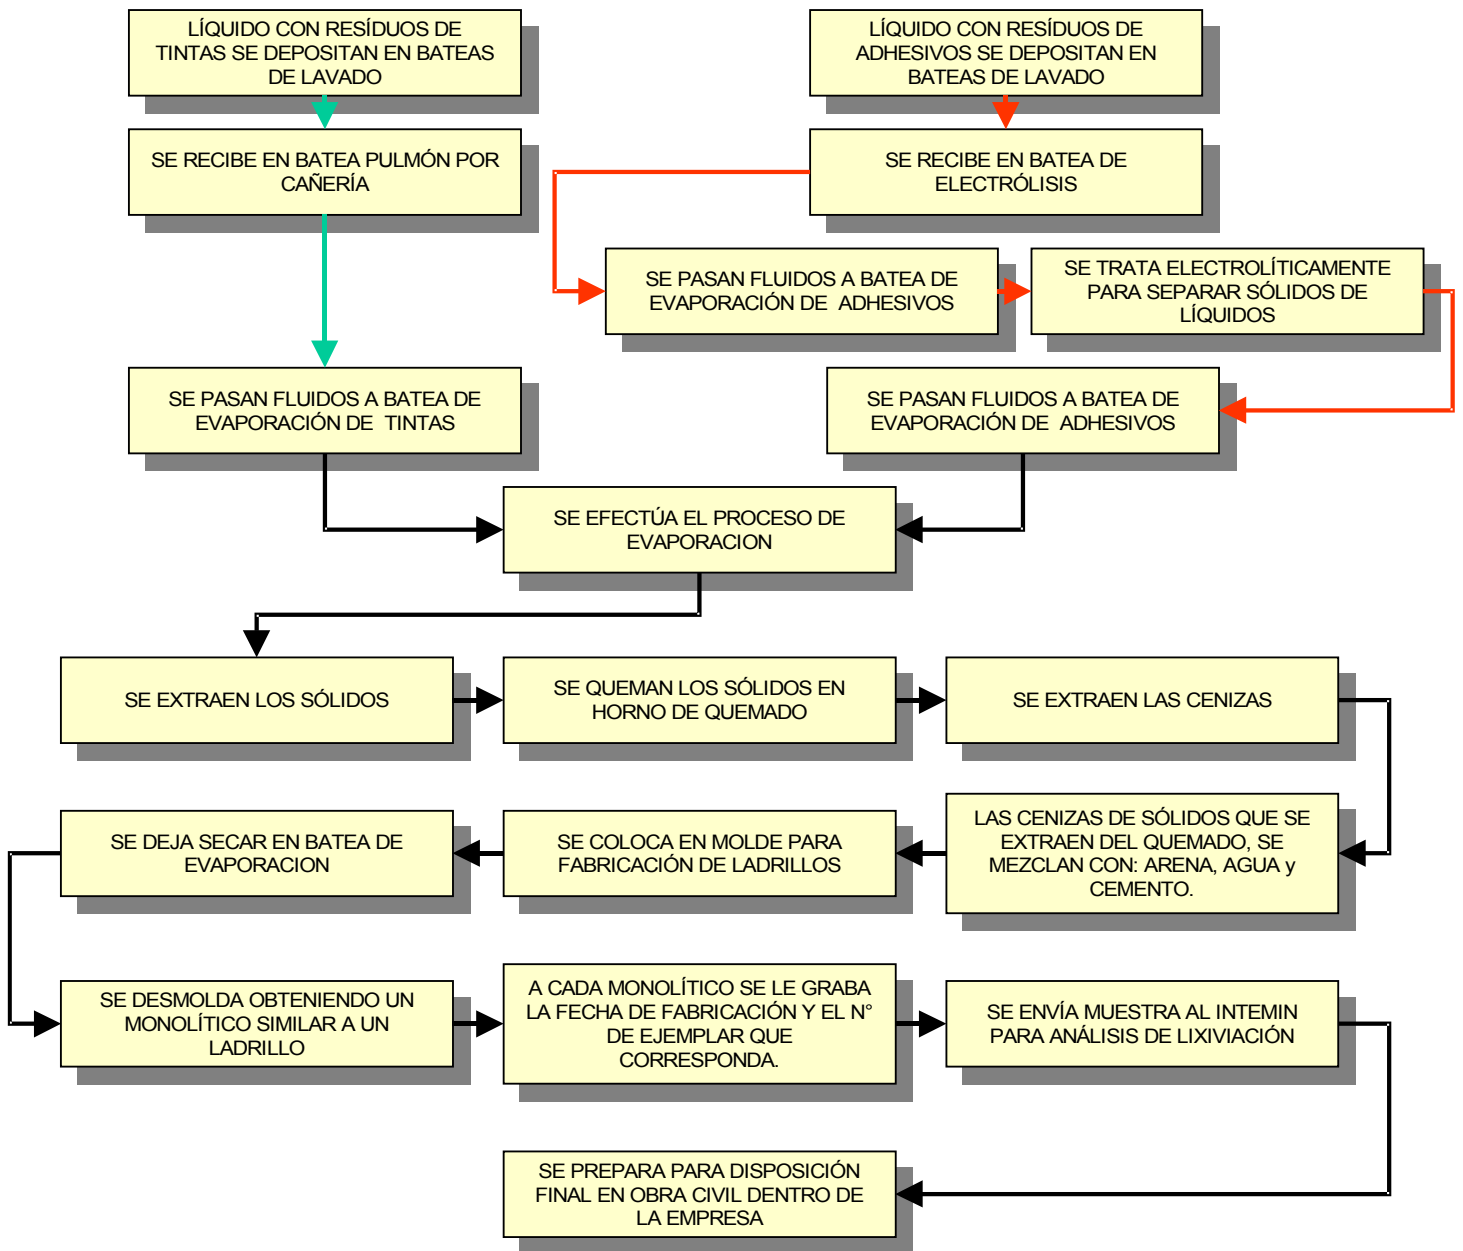 LÍQUIDO CON RESÍDUOS DE
TINTAS SE DEPOSITAN EN BATEAS
DE LAVADO
LÍQUIDO CON RESÍDUOS DE
ADHESIVOS SE DEPOSITAN EN
BATEAS DE LAVADO
SE RECIBE EN BATEA PULMÓN POR
CAÑERÍA
SE RECIBE EN BATEA DE
ELECTRÓLISIS
SE PASAN FLUIDOS A BATEA DE
EVAPORACIÓN DE  ADHESIVOS
SE TRATA ELECTROLÍTICAMENTE
PARA SEPARAR SÓLIDOS DE
LÍQUIDOS
SE PASAN FLUIDOS A BATEA DE
EVAPORACIÓN DE  TINTAS
SE PASAN FLUIDOS A BATEA DE
EVAPORACIÓN DE  ADHESIVOS
SE EFECTÚA EL PROCESO DE
EVAPORACION
SE EXTRAEN LOS SÓLIDOS
SE QUEMAN LOS SÓLIDOS EN
HORNO DE QUEMADO
SE EXTRAEN LAS CENIZAS
LAS CENIZAS DE SÓLIDOS QUE SE
EXTRAEN DEL QUEMADO, SE
MEZCLAN CON: ARENA, AGUA y
CEMENTO.
SE COLOCA EN MOLDE PARA
FABRICACIÓN DE LADRILLOS
SE DEJA SECAR EN BATEA DE
EVAPORACION
SE DESMOLDA OBTENIENDO UN
MONOLÍTICO SIMILAR A UN
LADRILLO
A CADA MONOLÍTICO SE LE GRABA
LA FECHA DE FABRICACIÓN Y EL N°
DE EJEMPLAR QUE
CORRESPONDA.
SE ENVÍA MUESTRA AL INTEMIN
PARA ANÁLISIS DE LIXIVIACIÓN
SE PREPARA PARA DISPOSICIÓN
FINAL EN OBRA CIVIL DENTRO DE
LA EMPRESA